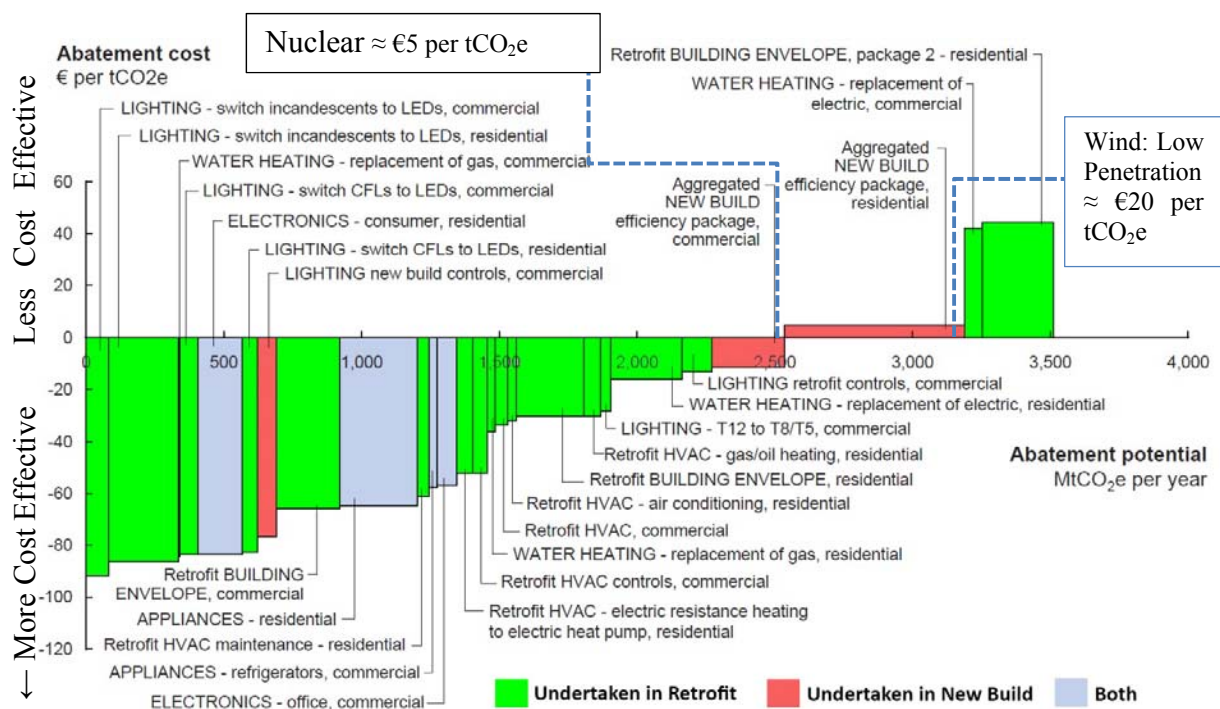 Nuclear ≈ €5 per tCO₂e
Abatement cost
€ per tCO2e
Retrofit BUILDING ENVELOPE, package 2 - residential
WATER HEATING - replacement of
electric, commercial
LIGHTING - switch incandescents to LEDs, commercial
LIGHTING - switch incandescents to LEDs, residential
WATER HEATING - replacement of gas, commercial
LIGHTING - switch CFLs to LEDs, commercial
ELECTRONICS - consumer, residential
LIGHTING - switch CFLs to LEDs, residential
LIGHTING new build controls, commercial
Aggregated
NEW BUILD
efficiency package,
commercial
Aggregated
NEW BUILD
efficiency package,
residential
Wind: Low
Penetration
≈ €20 per
tCO₂e
Less Cost Effective
← More Cost Effective
60
40
20
0
-20
-40
-60
-80
-100
-120
0
500
1,000
1,500
2,000
2,500
3,000
3,500
4,000
LIGHTING retrofit controls, commercial
WATER HEATING - replacement of electric, residential
LIGHTING - T12 to T8/T5, commercial
Retrofit HVAC - gas/oil heating, residential
Retrofit BUILDING ENVELOPE, residential
Retrofit HVAC - air conditioning, residential
Retrofit HVAC, commercial
WATER HEATING - replacement of gas, residential
Retrofit HVAC controls, commercial
Retrofit HVAC - electric resistance heating
to electric heat pump, residential
Abatement potential
MtCO₂e per year
Retrofit BUILDING
ENVELOPE, commercial
APPLIANCES - residential
Retrofit HVAC maintenance - residential
APPLIANCES - refrigerators, commercial
ELECTRONICS - office, commercial
Undertaken in Retrofit
Undertaken in New Build
Both